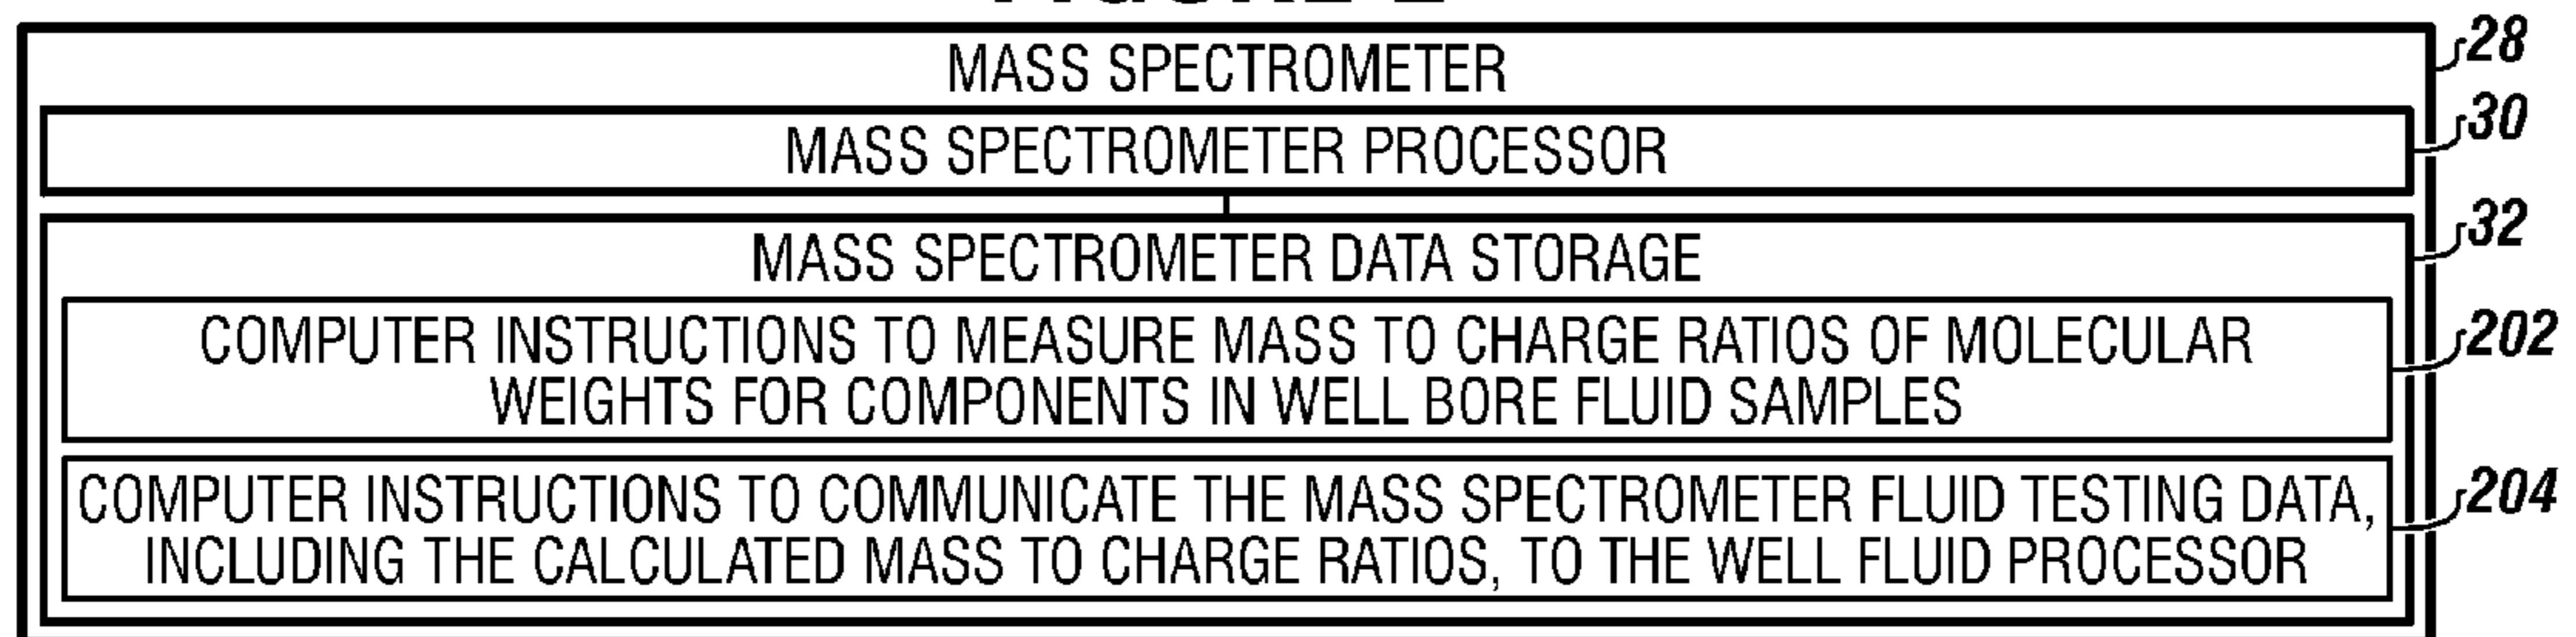 MASS SPECTROMETER
28
MASS SPECTROMETER PROCESSOR
30
MASS SPECTROMETER DATA STORAGE
32
COMPUTER INSTRUCTIONS TO MEASURE MASS TO CHARGE RATIOS OF MOLECULAR
WEIGHTS FOR COMPONENTS IN WELL BORE FLUID SAMPLES
202
COMPUTER INSTRUCTIONS TO COMMUNICATE THE MASS SPECTROMETER FLUID TESTING DATA,
INCLUDING THE CALCULATED MASS TO CHARGE RATIOS, TO THE WELL FLUID PROCESSOR
204